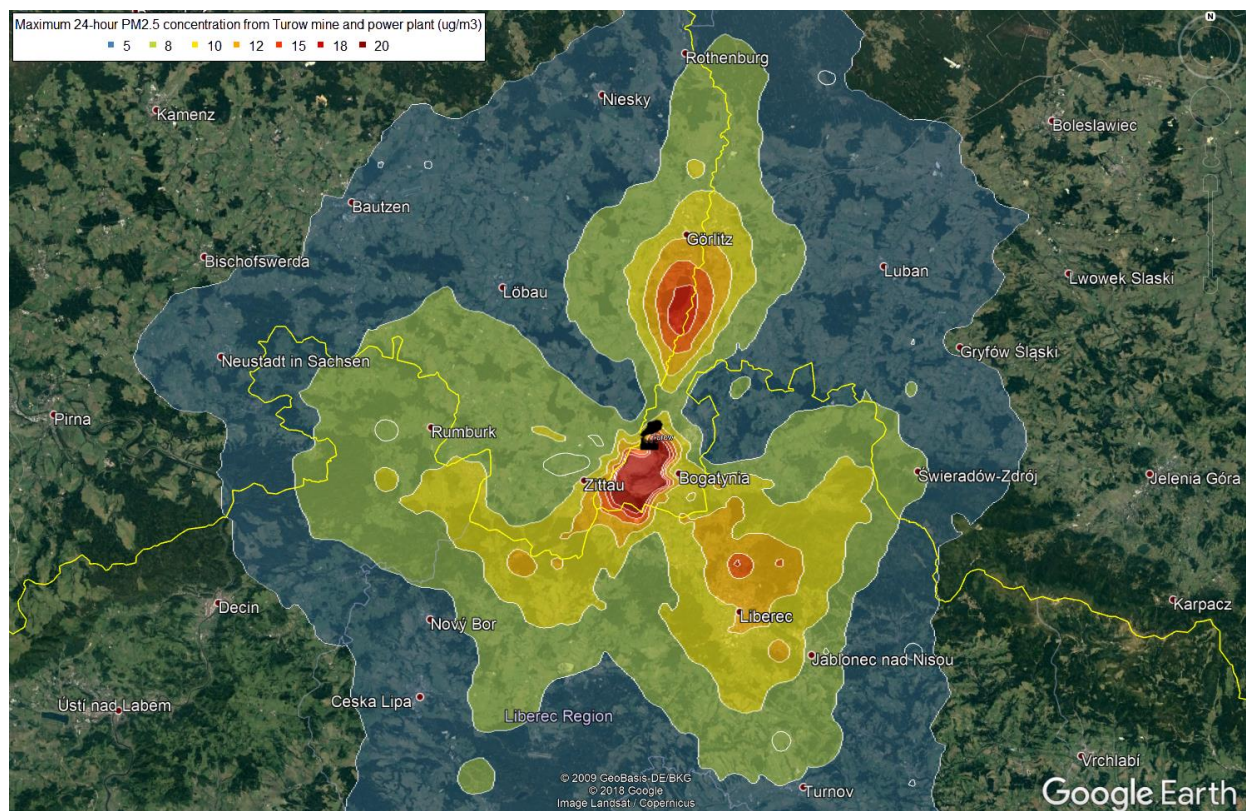 Maximum 24-hour PM2.5 concentration from Turow mine and power plant (ug/m3)
5 8 10 12 15 18 20
Rothenburg
Niesky
Kamenz
Boleslawiec
Bautzen
Görlitz
Bischofswerda
Luban
Lwowek Slaski
Löbau
Gryfów Śląski
Neustadt in Sachsen
Pirna
Rumburk
Bogatynia
Zittau
Świeradów-Zdrój
Jelenia Góra
Decin
Karpacz
Nový Bor
Liberec
Jablonec nad Nisou
Ústí nad Labem
Ceska Lipa
Liberec Region
Vrchlabí
Turnov
© 2009 GeoBasis-DE/BKG
© 2018 Google
Image Landsat / Copernicus
Google Earth
N